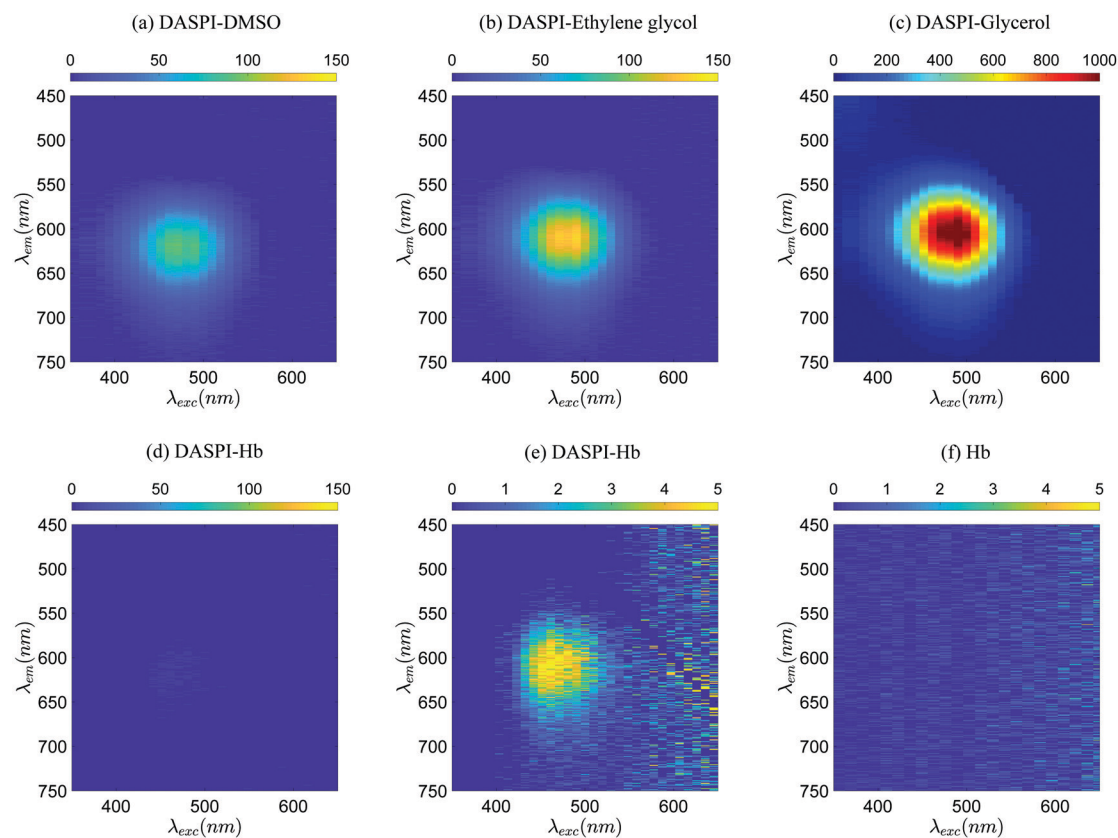 (a) DASPI-DMSO
0 50 100 150
450
500
550
600
650
700
750
λem(nm)
400 500 600
λexc(nm)
(b) DASPI-Ethylene glycol
0 50 100 150
450
500
550
600
650
700
750
λem(nm)
400 500 600
λexc(nm)
(c) DASPI-Glycerol
0 200 400 600 800 1000
450
500
550
600
650
700
750
λem(nm)
400 500 600
λexc(nm)
(d) DASPI-Hb
0 50 100 150
450
500
550
600
650
700
750
λem(nm)
400 500 600
λexc(nm)
(e) DASPI-Hb
0 1 2 3 4 5
450
500
550
600
650
700
750
λem(nm)
400 500 600
λexc(nm)
(f) Hb
0 1 2 3 4 5
450
500
550
600
650
700
750
λem(nm)
400 500 600
λexc(nm)